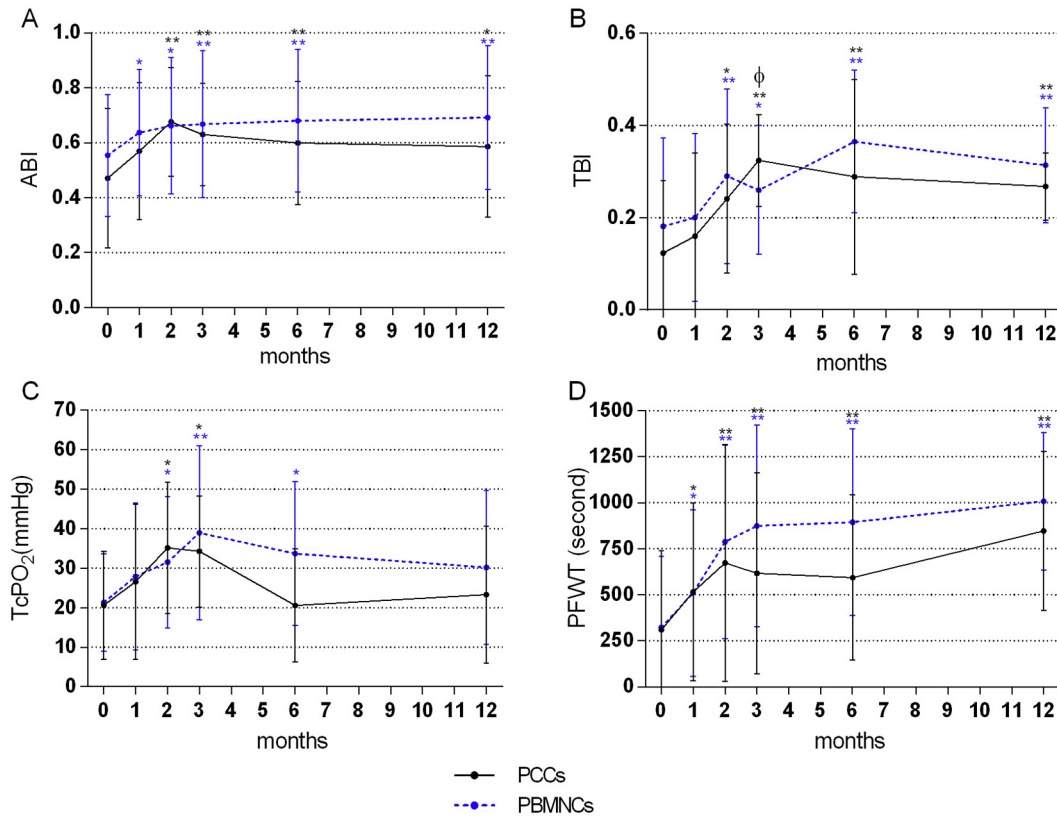 A
B
ABI
1.0
0.8
0.6
0.4
0.2
0.0
** ** ** *
* * ** ** **
0 1 2 3 4 5 6 7 8 9 10 11 12
months
TBI
0.6
0.4
0.2
0.0
ϕ
* ** ** **
** * ** **
0 1 2 3 4 5 6 7 8 9 10 11 12
months
C
D
TcPO₂(mmHg)
70
60
50
40
30
20
10
0
* *
* ** *
0 1 2 3 4 5 6 7 8 9 10 11 12
months
PFWT (second)
1500
1250
1000
750
500
250
0
* ** ** ** **
* ** ** ** **
0 1 2 3 4 5 6 7 8 9 10 11 12
months
PCCs
PBMNCs